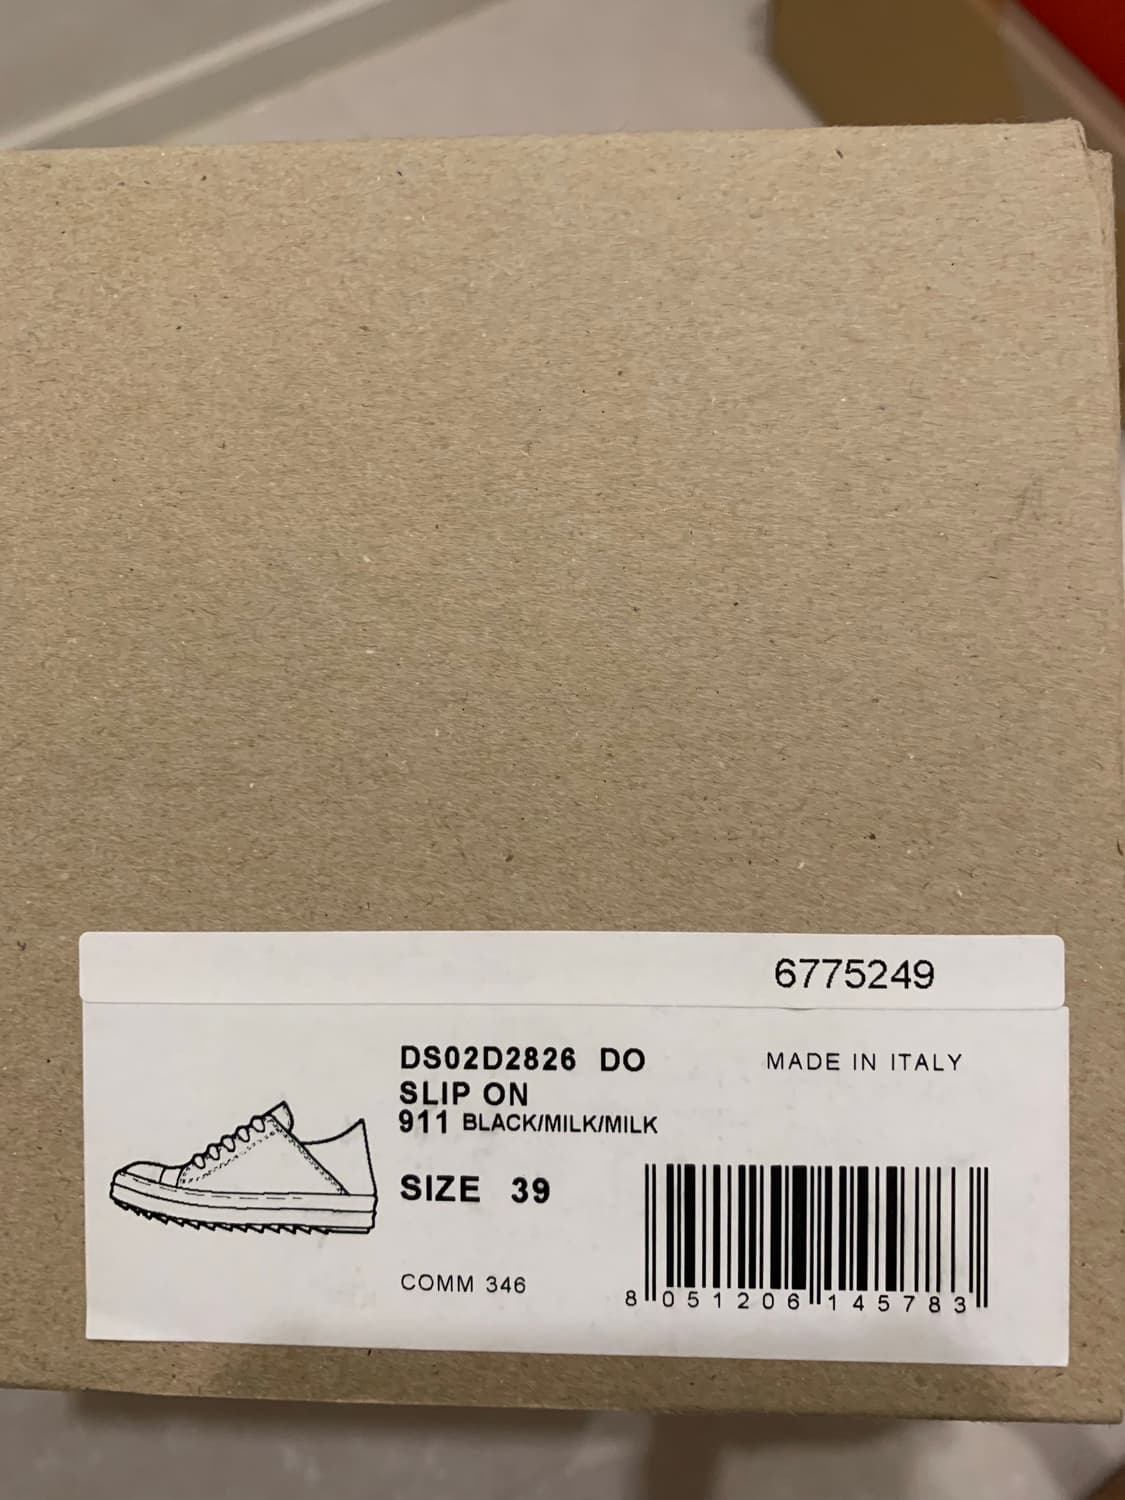 6775249
DS02D2826 DO
MADE IN ITALY
SLIP ON
911 BLACK/MILK/MILK
SIZE 39
COMM 346
8 051206 145783